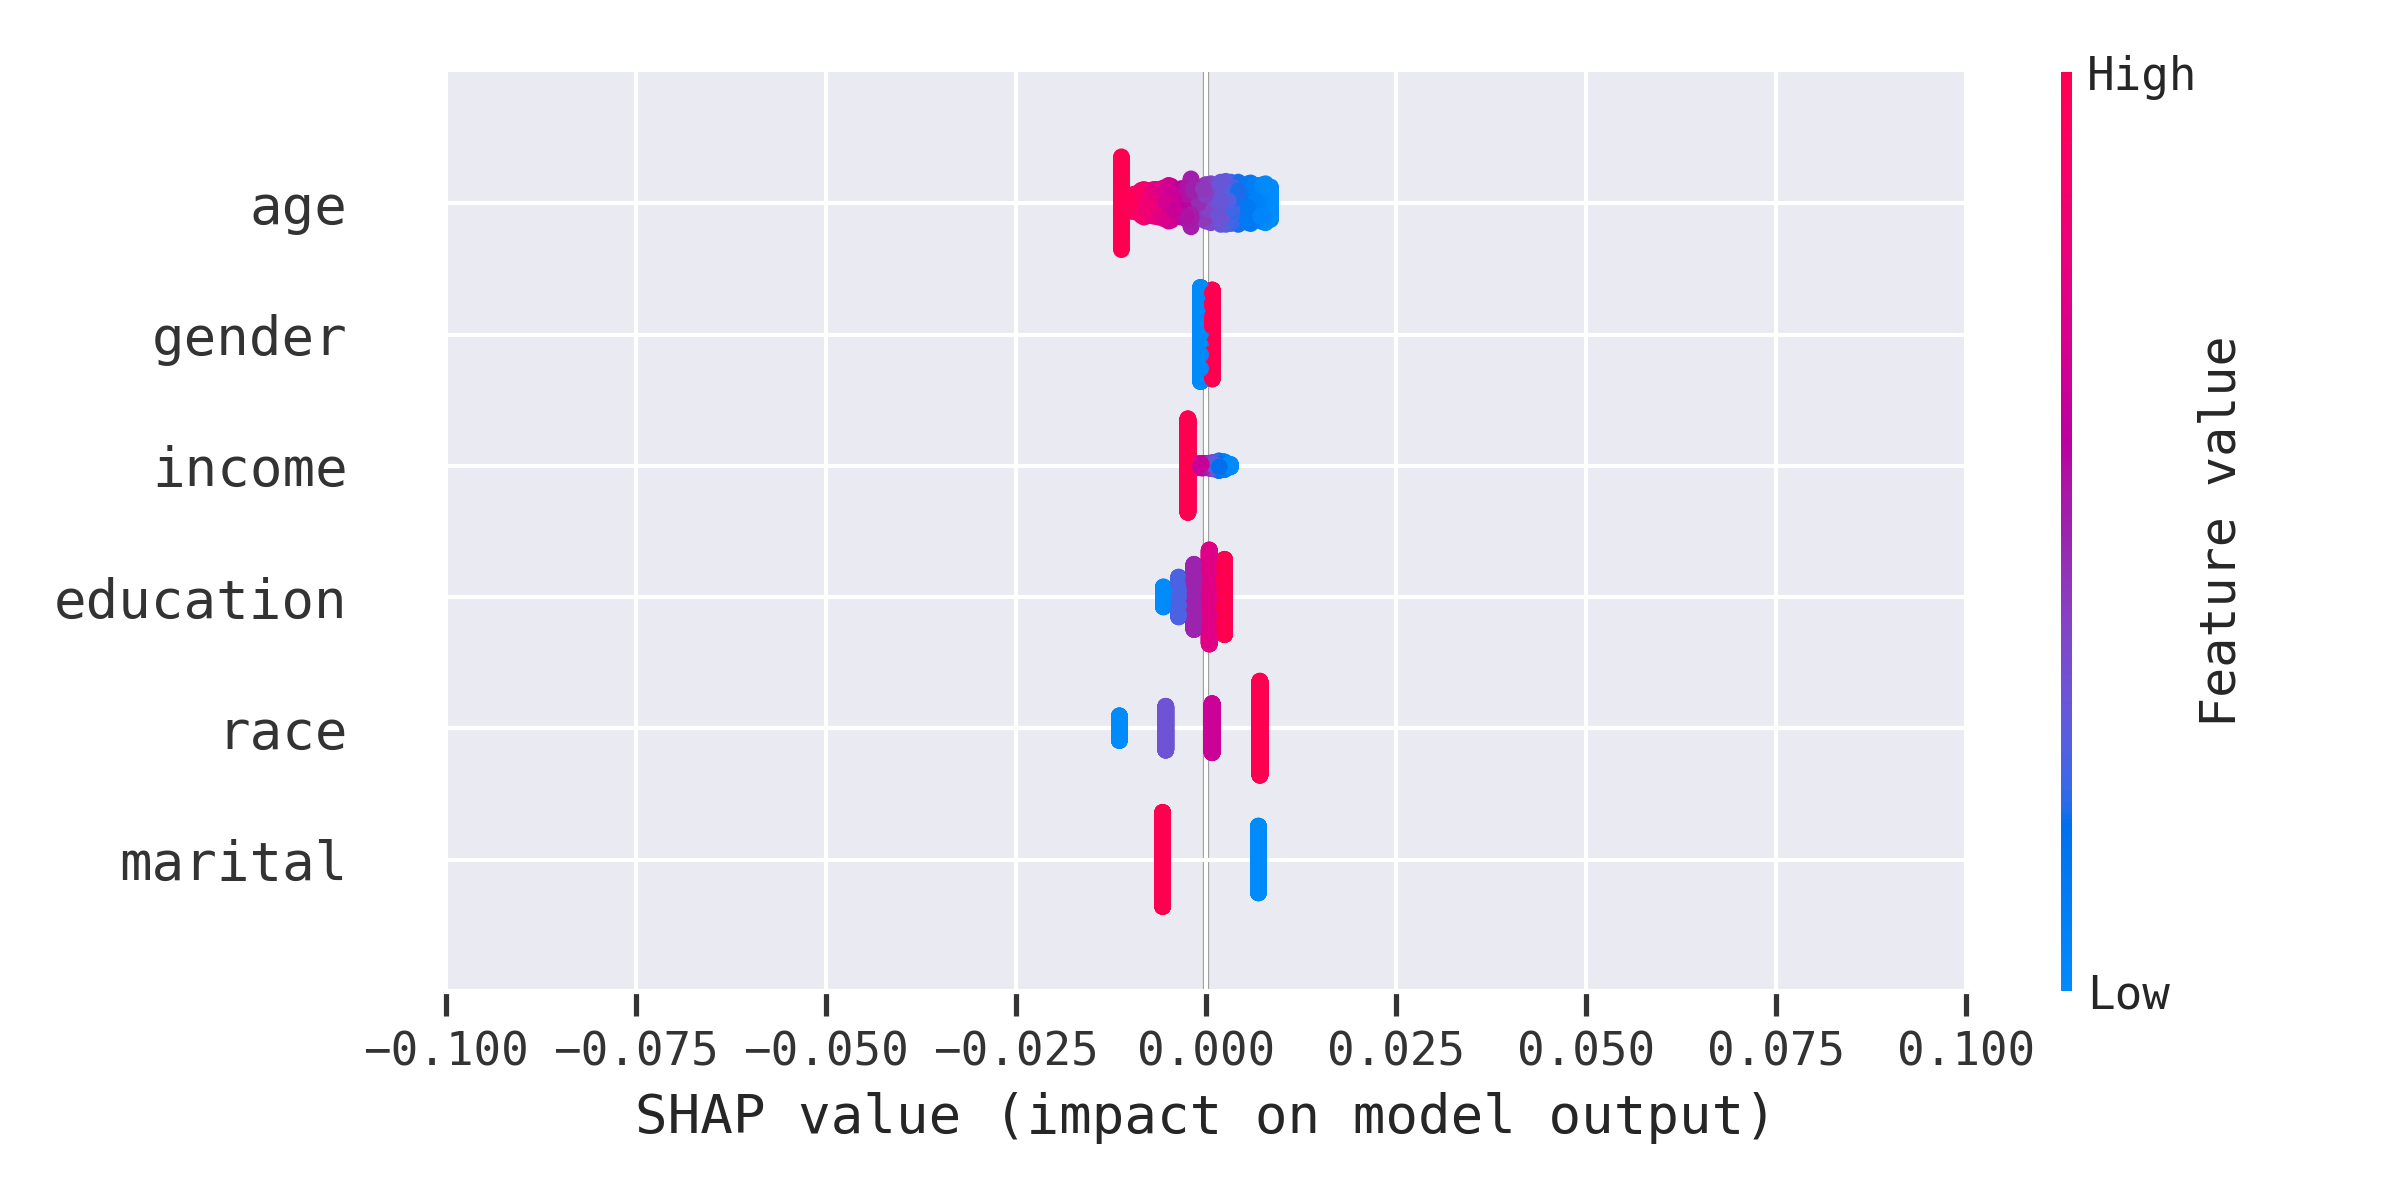 High
age
gender
income
education
race
marital
Feature value
Low
−0.100 −0.075 −0.050 −0.025 0.000 0.025 0.050 0.075 0.100
SHAP value (impact on model output)